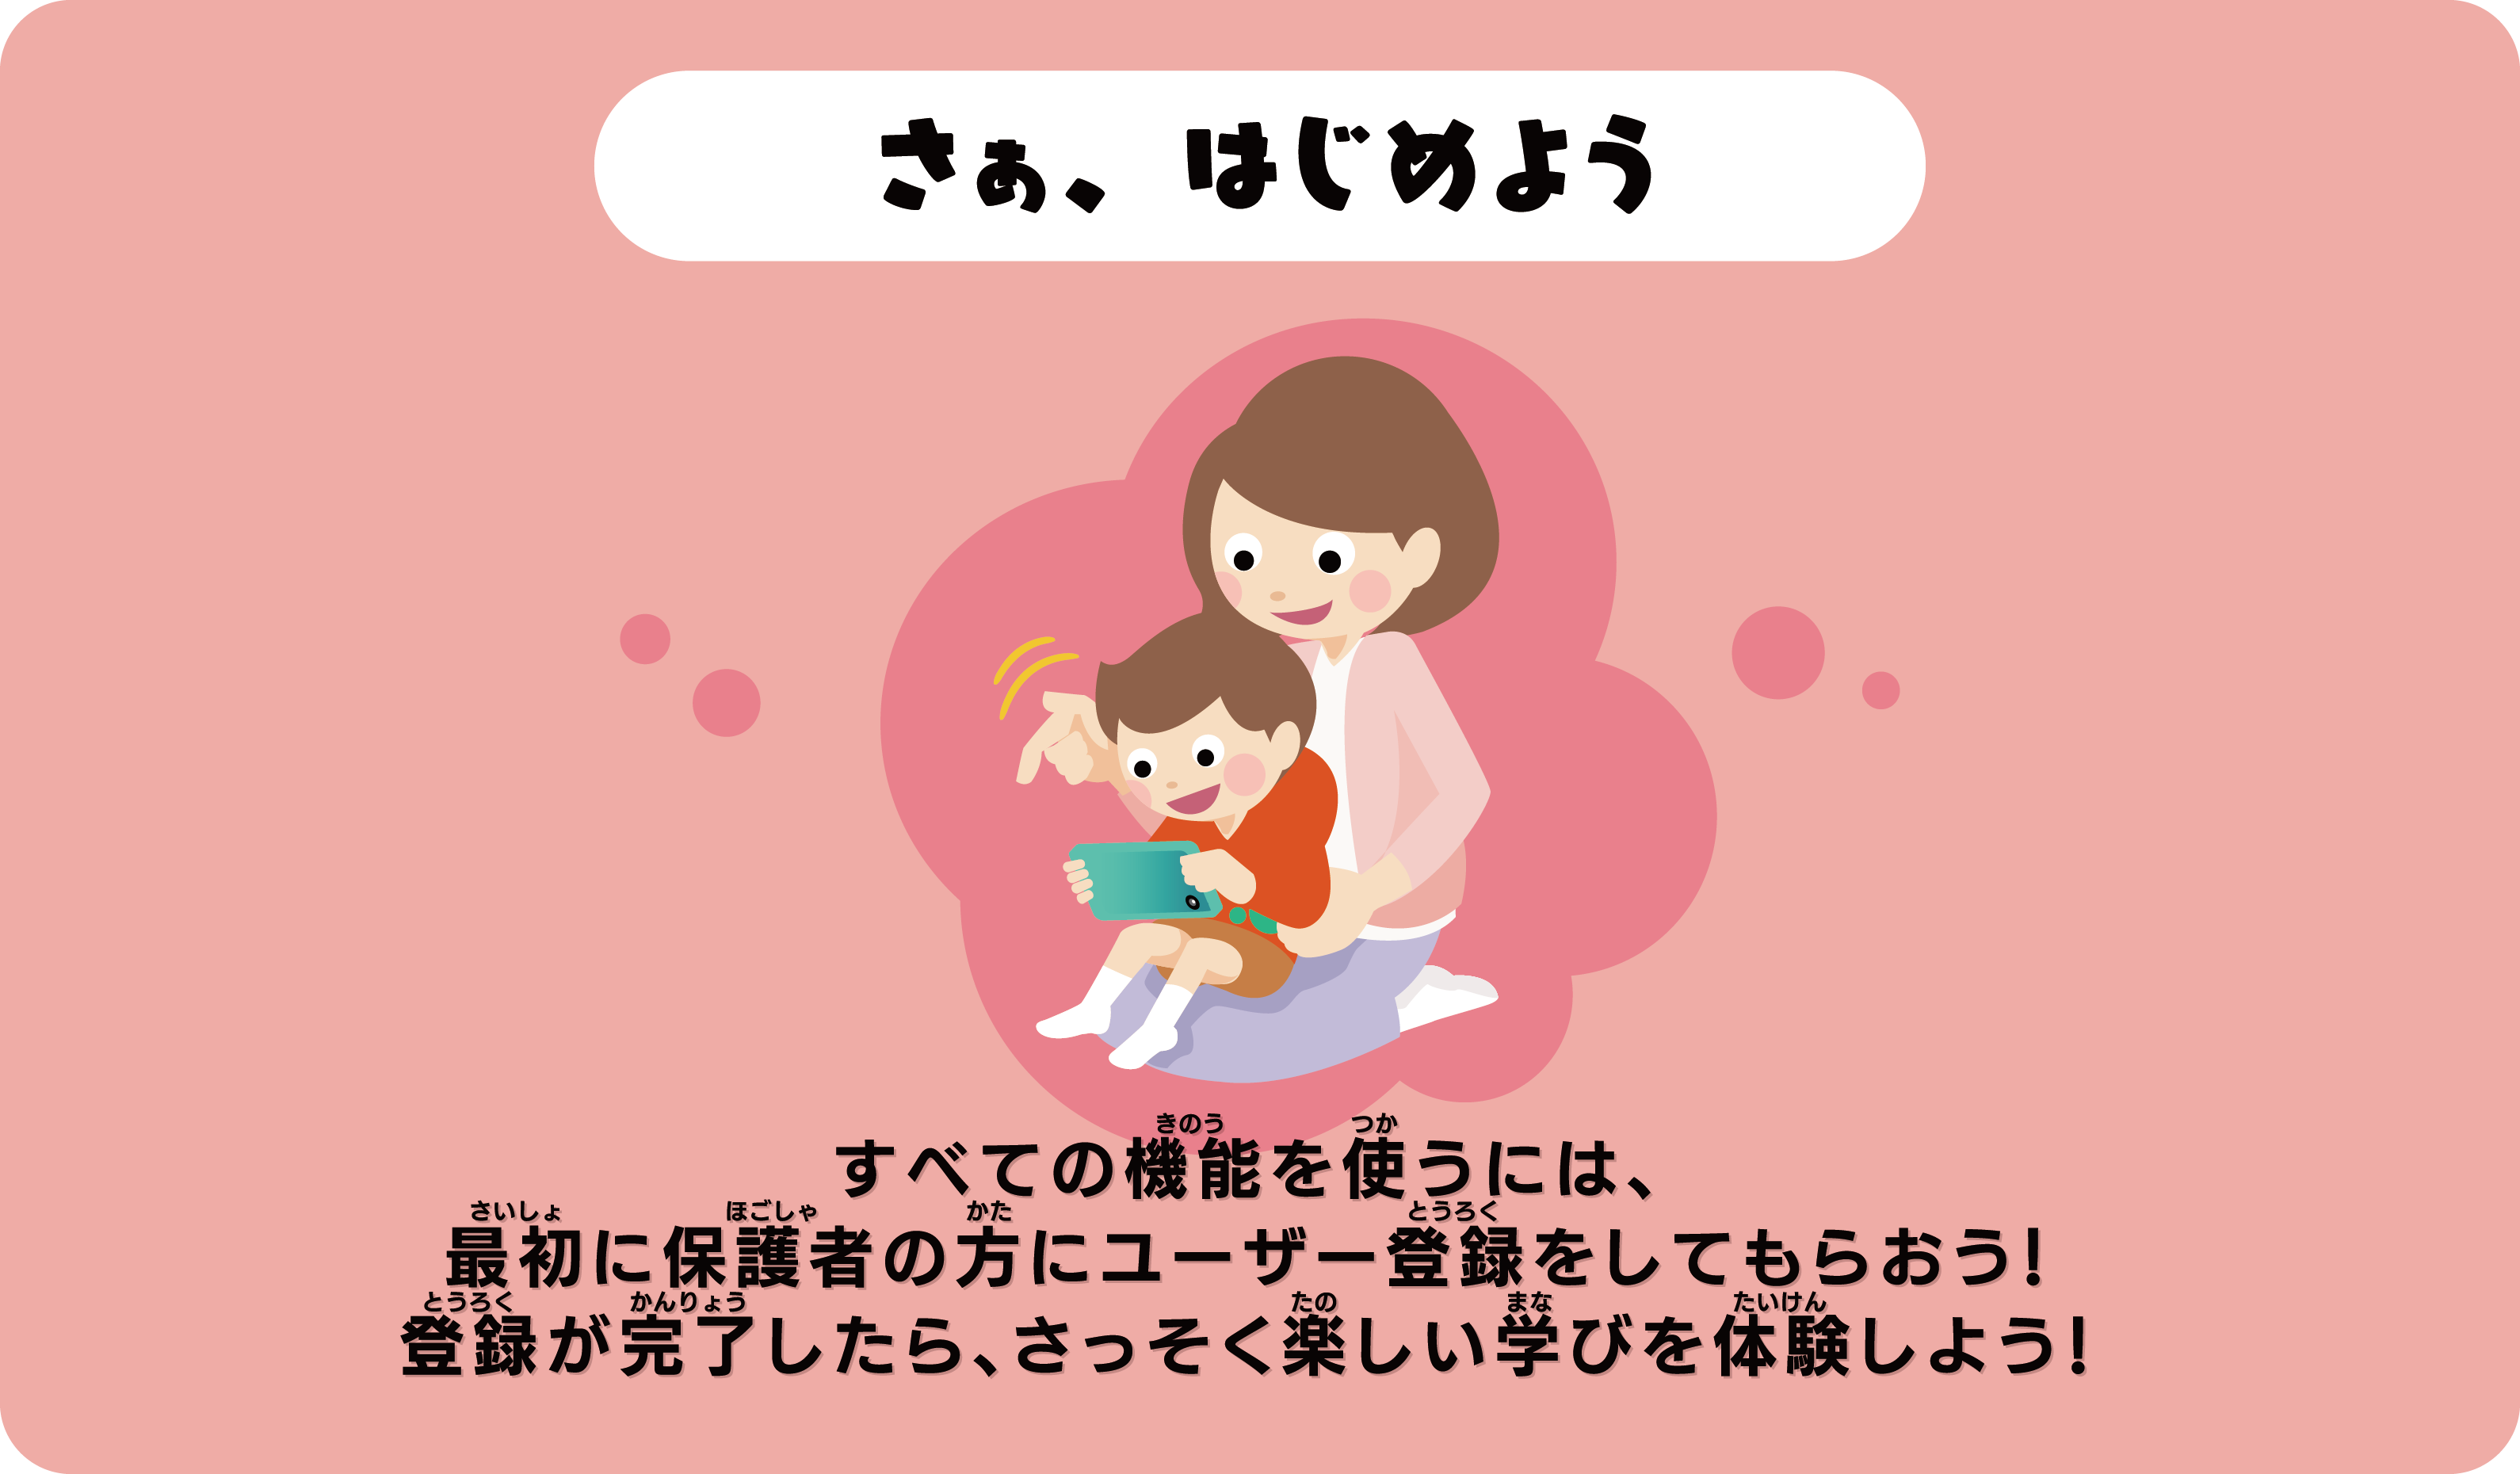 さぁ、はじめよう
きのう つか
すべての機能を使うには、
さいしょ ほごしゃ かた とうろく
最初に保護者の方にユーザー登録をしてもらおう！
とうろく かんりょう たの まな たいけん
登録が完了したら、さっそく楽しい学びを体験しよう！